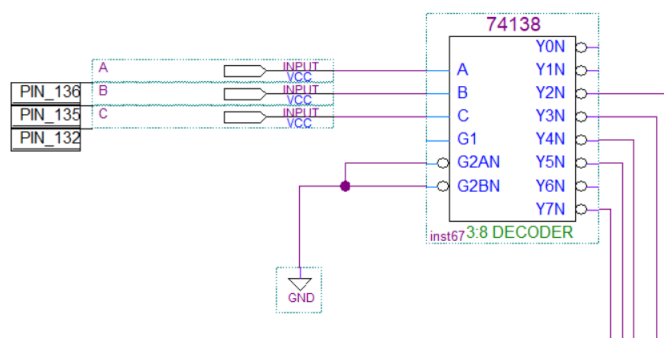 74138
A
INPUT
VCC
PIN_136
B
INPUT
VCC
PIN_135
C
INPUT
VCC
PIN_132
A
B
C
G1
G2AN
G2BN
Y0N
Y1N
Y2N
Y3N
Y4N
Y5N
Y6N
Y7N
inst67
3:8 DECODER
GND